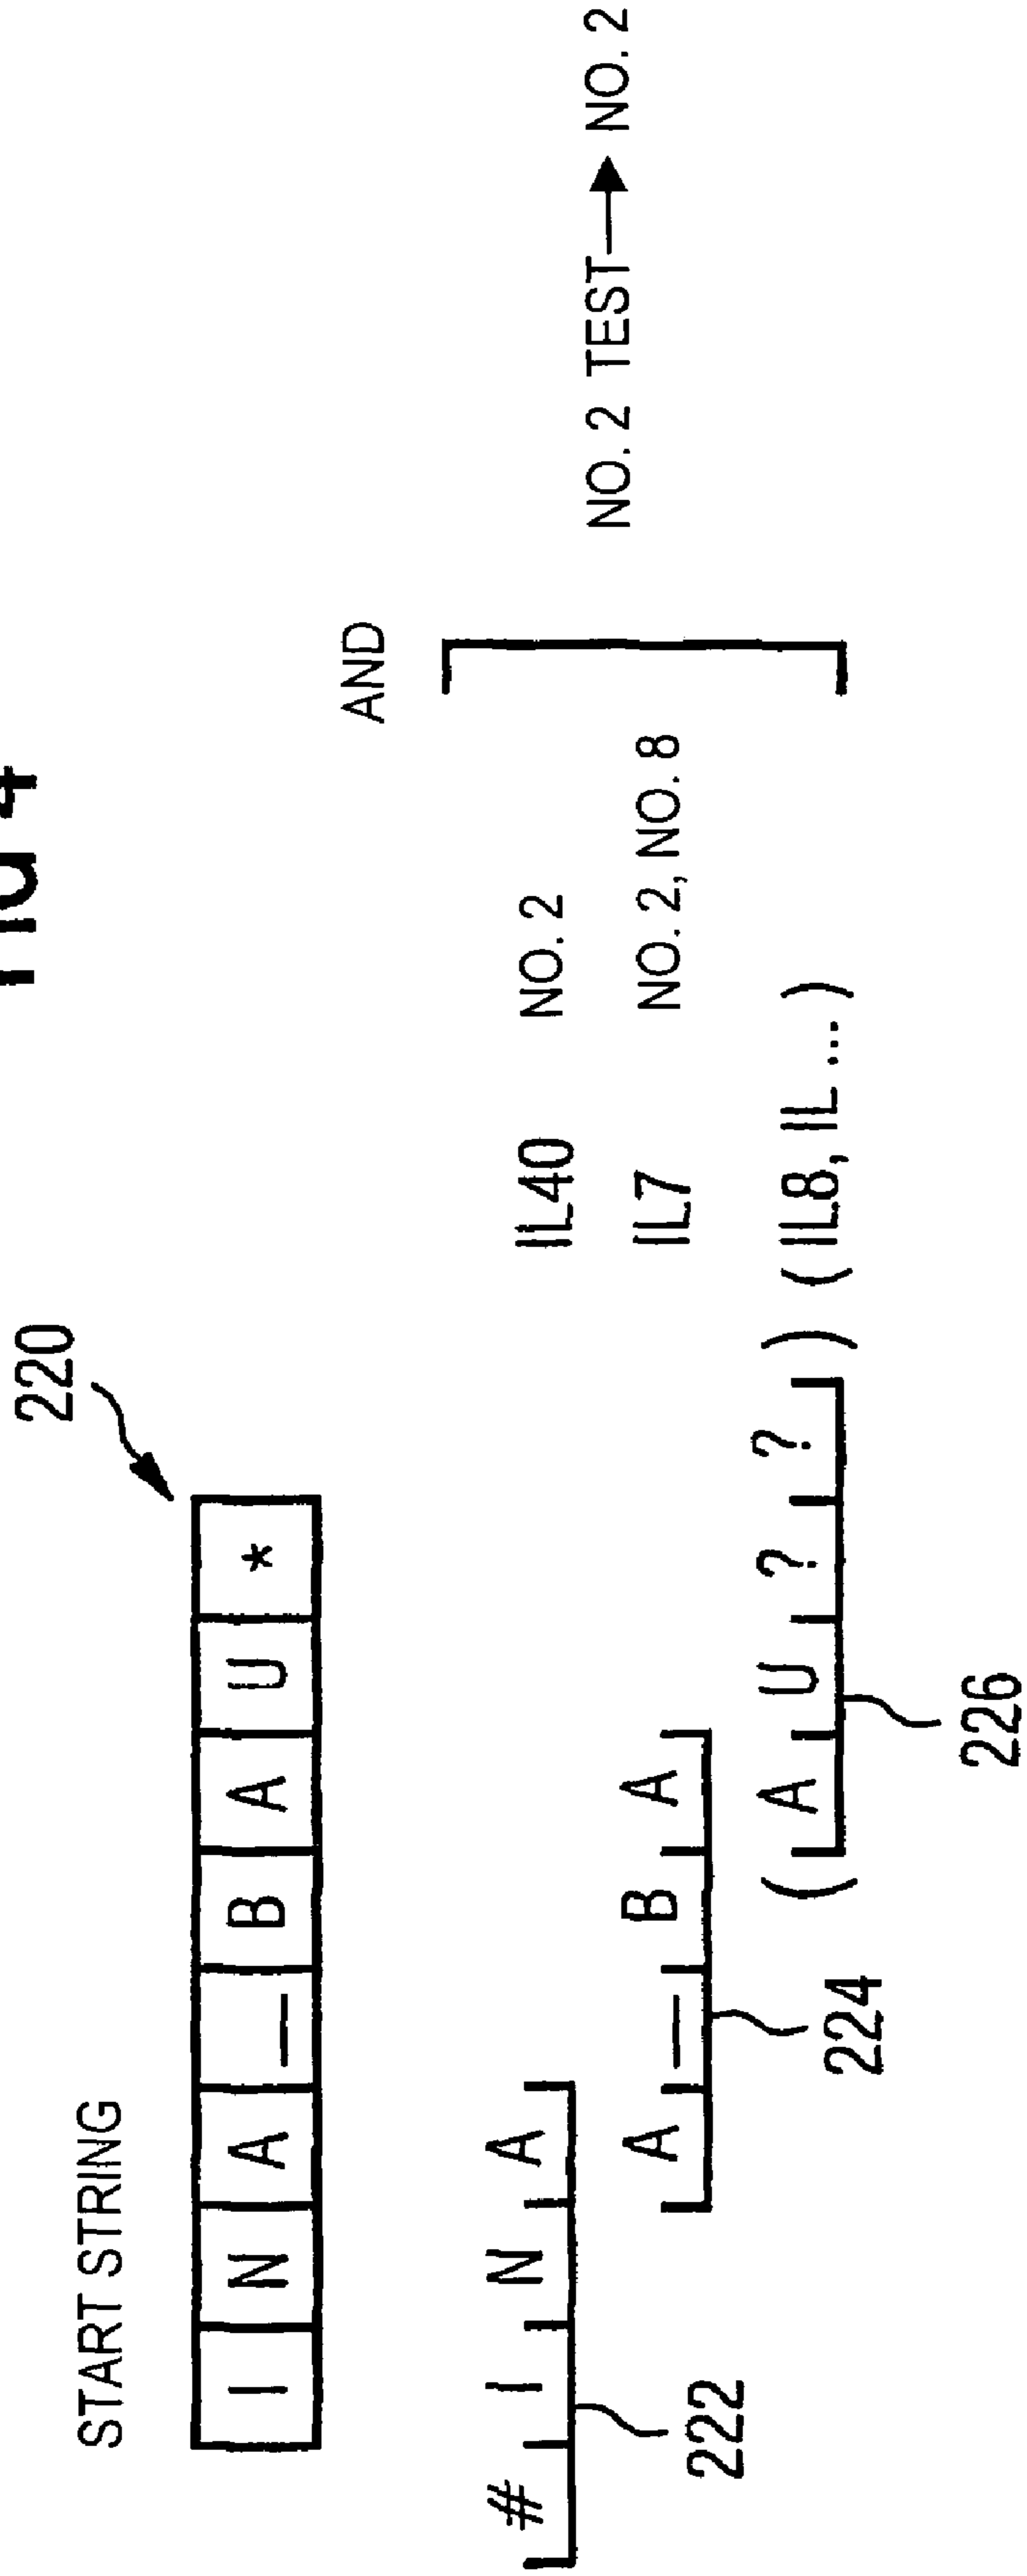 FIG 4
START STRING
220
I N A _ B A U *
AND
# I N A IL40 NO. 2
222
NO. 2 TEST → NO. 2
A _ B A IL7 NO. 2, NO. 8
224
( A U ? ? ) ( IL8, IL ... )
226